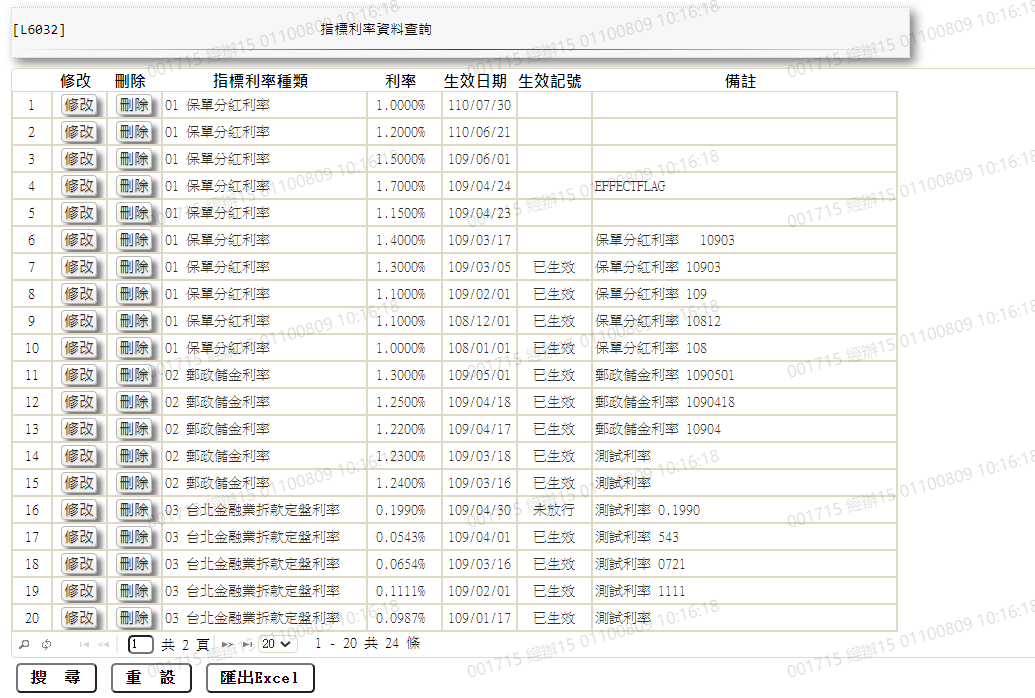 [L6032] 指標利率資料查詢
修改 刪除 指標利率種類 利率 生效日期 生效記號 備註
1 修改 刪除 01 保單分紅利率 1.0000% 110/07/30
2 修改 刪除 01 保單分紅利率 1.2000% 110/06/21
3 修改 刪除 01 保單分紅利率 1.5000% 109/06/01
4 修改 刪除 01 保單分紅利率 1.7000% 109/04/24 EFFECTFLAG
5 修改 刪除 01 保單分紅利率 1.1500% 109/04/23
6 修改 刪除 01 保單分紅利率 1.4000% 109/03/17 保單分紅利率 10903
7 修改 刪除 01 保單分紅利率 1.3000% 109/03/05 已生效 保單分紅利率 10903
8 修改 刪除 01 保單分紅利率 1.1000% 109/02/01 已生效 保單分紅利率 109
9 修改 刪除 01 保單分紅利率 1.1000% 108/12/01 已生效 保單分紅利率 10812
10 修改 刪除 01 保單分紅利率 1.0000% 108/01/01 已生效 保單分紅利率 108
11 修改 刪除 02 郵政儲金利率 1.3000% 109/05/01 已生效 郵政儲金利率 1090501
12 修改 刪除 02 郵政儲金利率 1.2500% 109/04/18 已生效 郵政儲金利率 1090418
13 修改 刪除 02 郵政儲金利率 1.2200% 109/04/17 已生效 郵政儲金利率 10904
14 修改 刪除 02 郵政儲金利率 1.2300% 109/03/18 已生效 測試利率
15 修改 刪除 02 郵政儲金利率 1.2400% 109/03/16 已生效 測試利率
16 修改 刪除 03 台北金融業拆款定盤利率 0.1990% 109/04/30 未放行 測試利率 0.1990
17 修改 刪除 03 台北金融業拆款定盤利率 0.0543% 109/04/01 已生效 測試利率 543
18 修改 刪除 03 台北金融業拆款定盤利率 0.0654% 109/03/16 已生效 測試利率 0721
19 修改 刪除 03 台北金融業拆款定盤利率 0.1111% 109/02/01 已生效 測試利率 1111
20 修改 刪除 03 台北金融業拆款定盤利率 0.0987% 109/01/17 已生效 測試利率
1 共 2 頁 20 1 - 20 共 24 條
搜 尋 重 設 匯出Excel
001715 經辦15 01100809 10:16:18